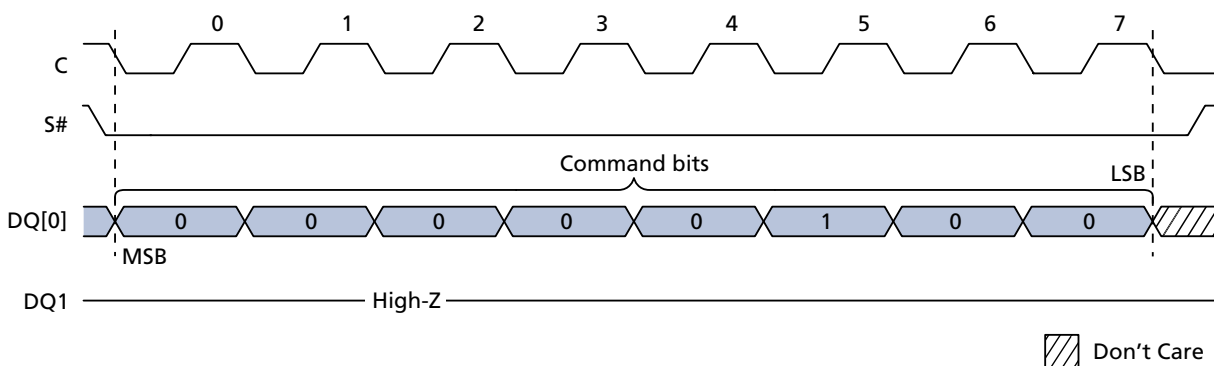 0 1 2 3 4 5 6 7
C
S#
Command bits
LSB
DQ[0] 0 0 0 0 0 1 0 0
MSB
DQ1 High-Z
Don't Care